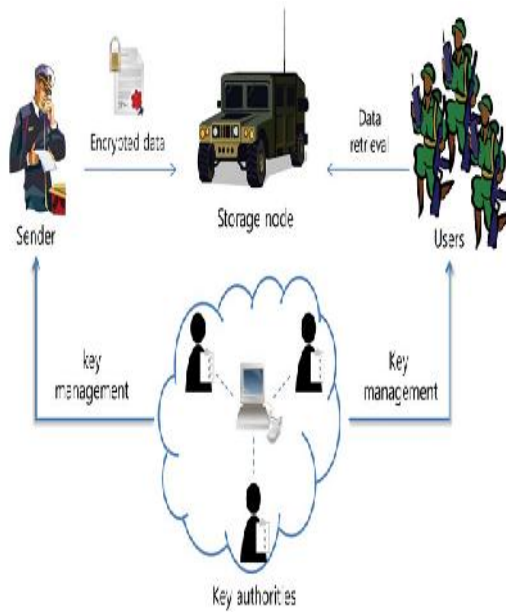 Encrypted data
Data
retrieval
Storage node
Sender
Users
key
management
Key
management
Key authorities